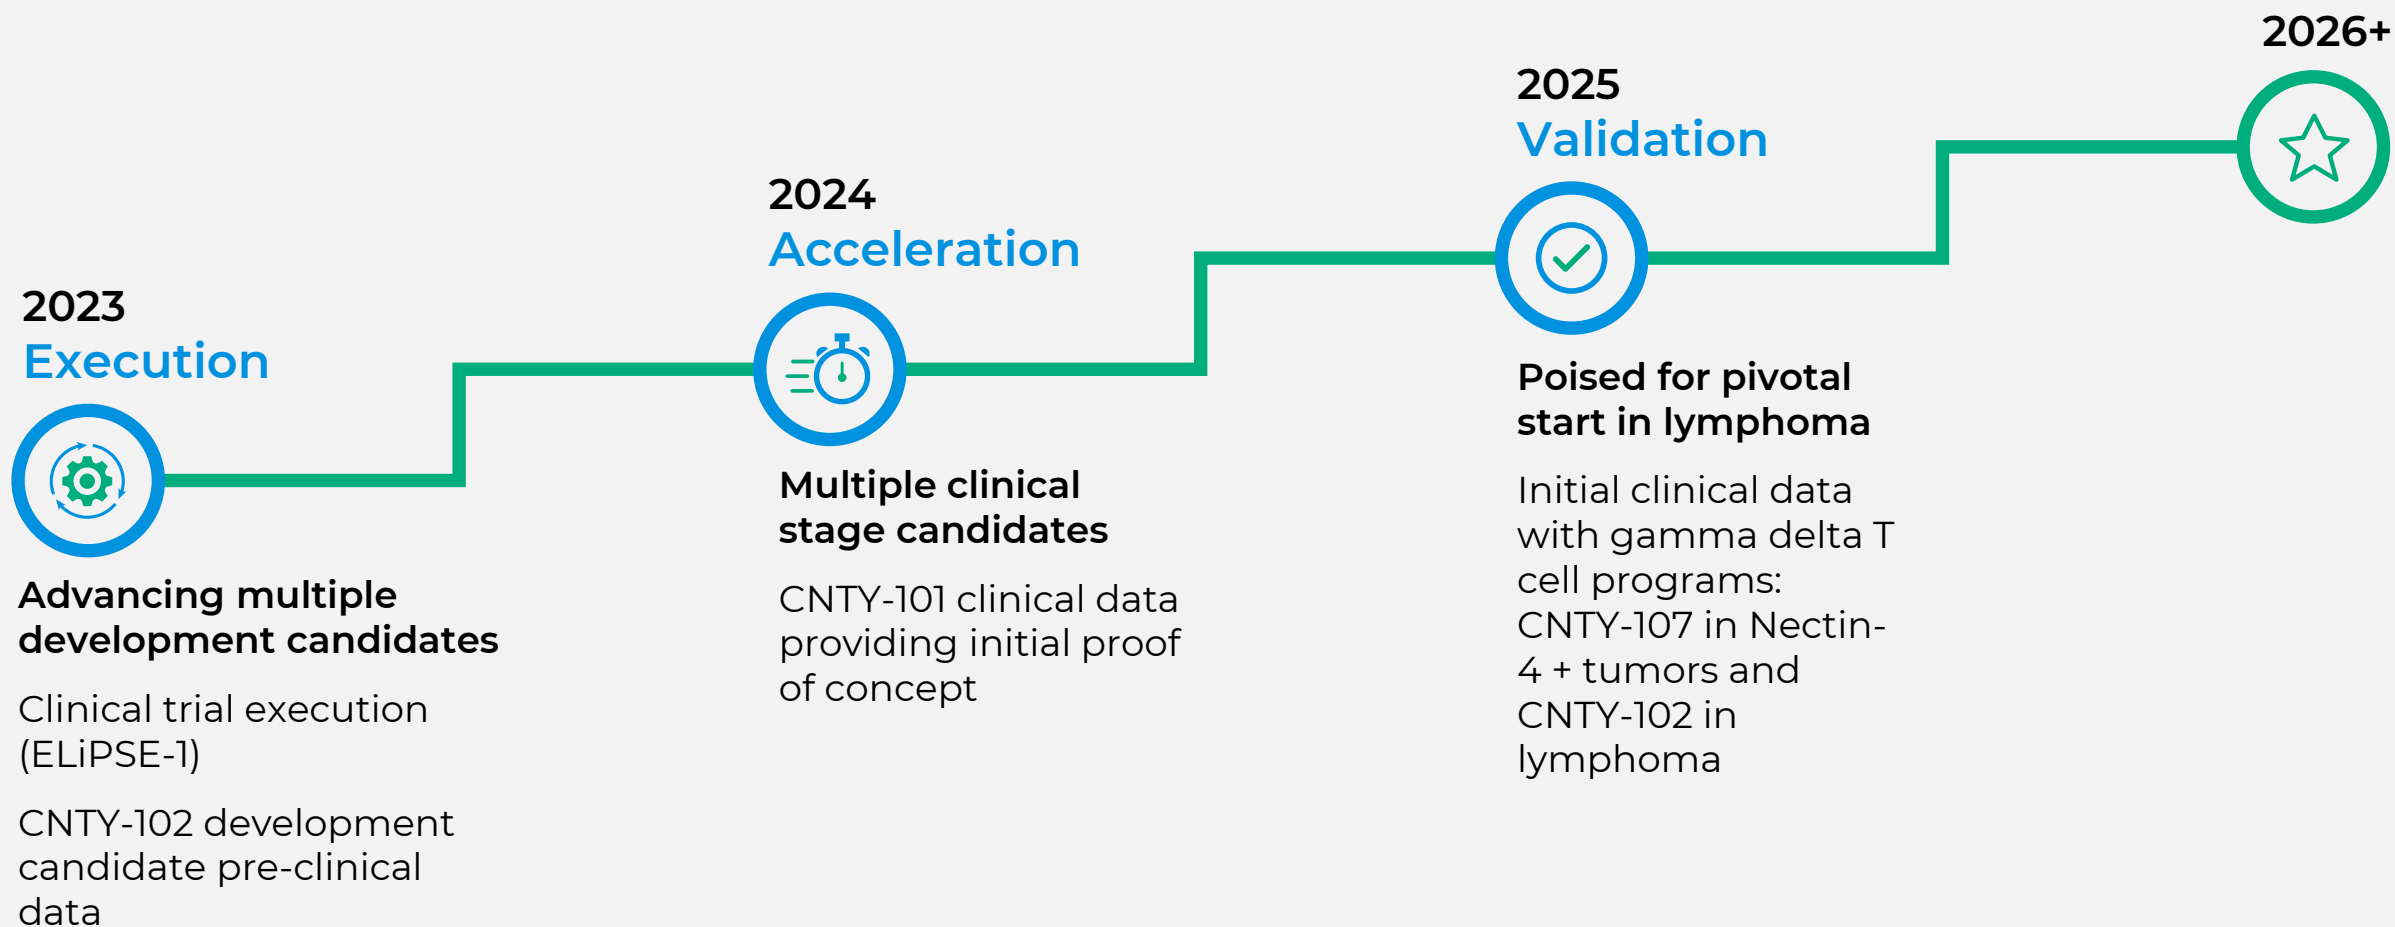 2023
Execution
Advancing multiple
development candidates
Clinical trial execution
(ELiPSE-1)
CNTY-102 development
candidate pre-clinical
data
2024
Acceleration
Multiple clinical
stage candidates
CNTY-101 clinical data
providing initial proof
of concept
2025
Validation
Poised for pivotal
start in lymphoma
Initial clinical data
with gamma delta T
cell programs:
CNTY-107 in Nectin-
4 + tumors and
CNTY-102 in
lymphoma
2026+